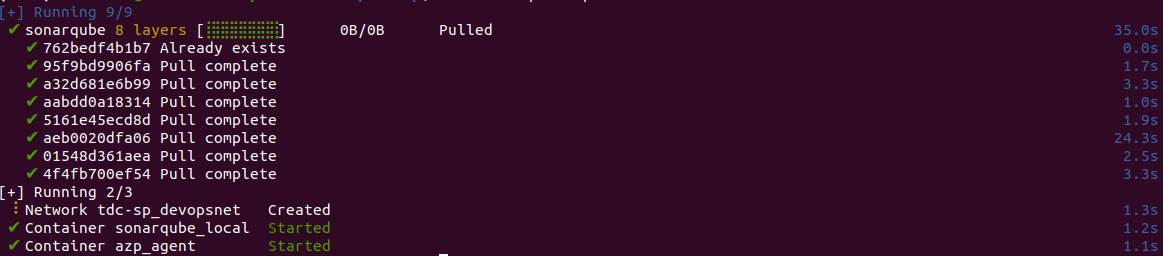 [+] Running 9/9
✔ sonarqube 8 layers [⣿⣿⣿⣿⣿⣿⣿⣿] 0B/0B Pulled 35.0s
✔ 762bedf4b1b7 Already exists 0.0s
✔ 95f9bd9906fa Pull complete 1.7s
✔ a32d681e6b99 Pull complete 3.3s
✔ aabdd0a18314 Pull complete 1.0s
✔ 5161e45ecd8d Pull complete 1.9s
✔ aeb0020dfa06 Pull complete 24.3s
✔ 01548d361aea Pull complete 2.5s
✔ 4f4fb700ef54 Pull complete 3.3s
[+] Running 2/3
⠸ Network tdc-sp_devopsnet Created 1.3s
✔ Container sonarqube_local Started 1.2s
✔ Container azp_agent Started 1.1s